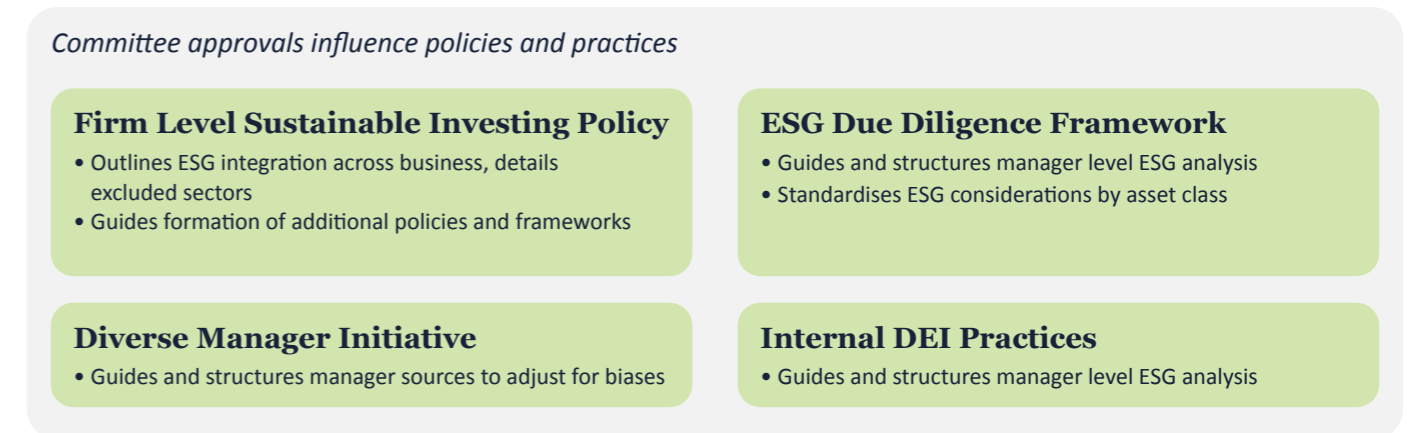 Committee approvals influence policies and practices
Firm Level Sustainable Investing Policy
• Outlines ESG integration across business, details
excluded sectors
• Guides formation of additional policies and frameworks
ESG Due Diligence Framework
• Guides and structures manager level ESG analysis
• Standardises ESG considerations by asset class
Diverse Manager Initiative
• Guides and structures manager sources to adjust for biases
Internal DEI Practices
• Guides and structures manager level ESG analysis